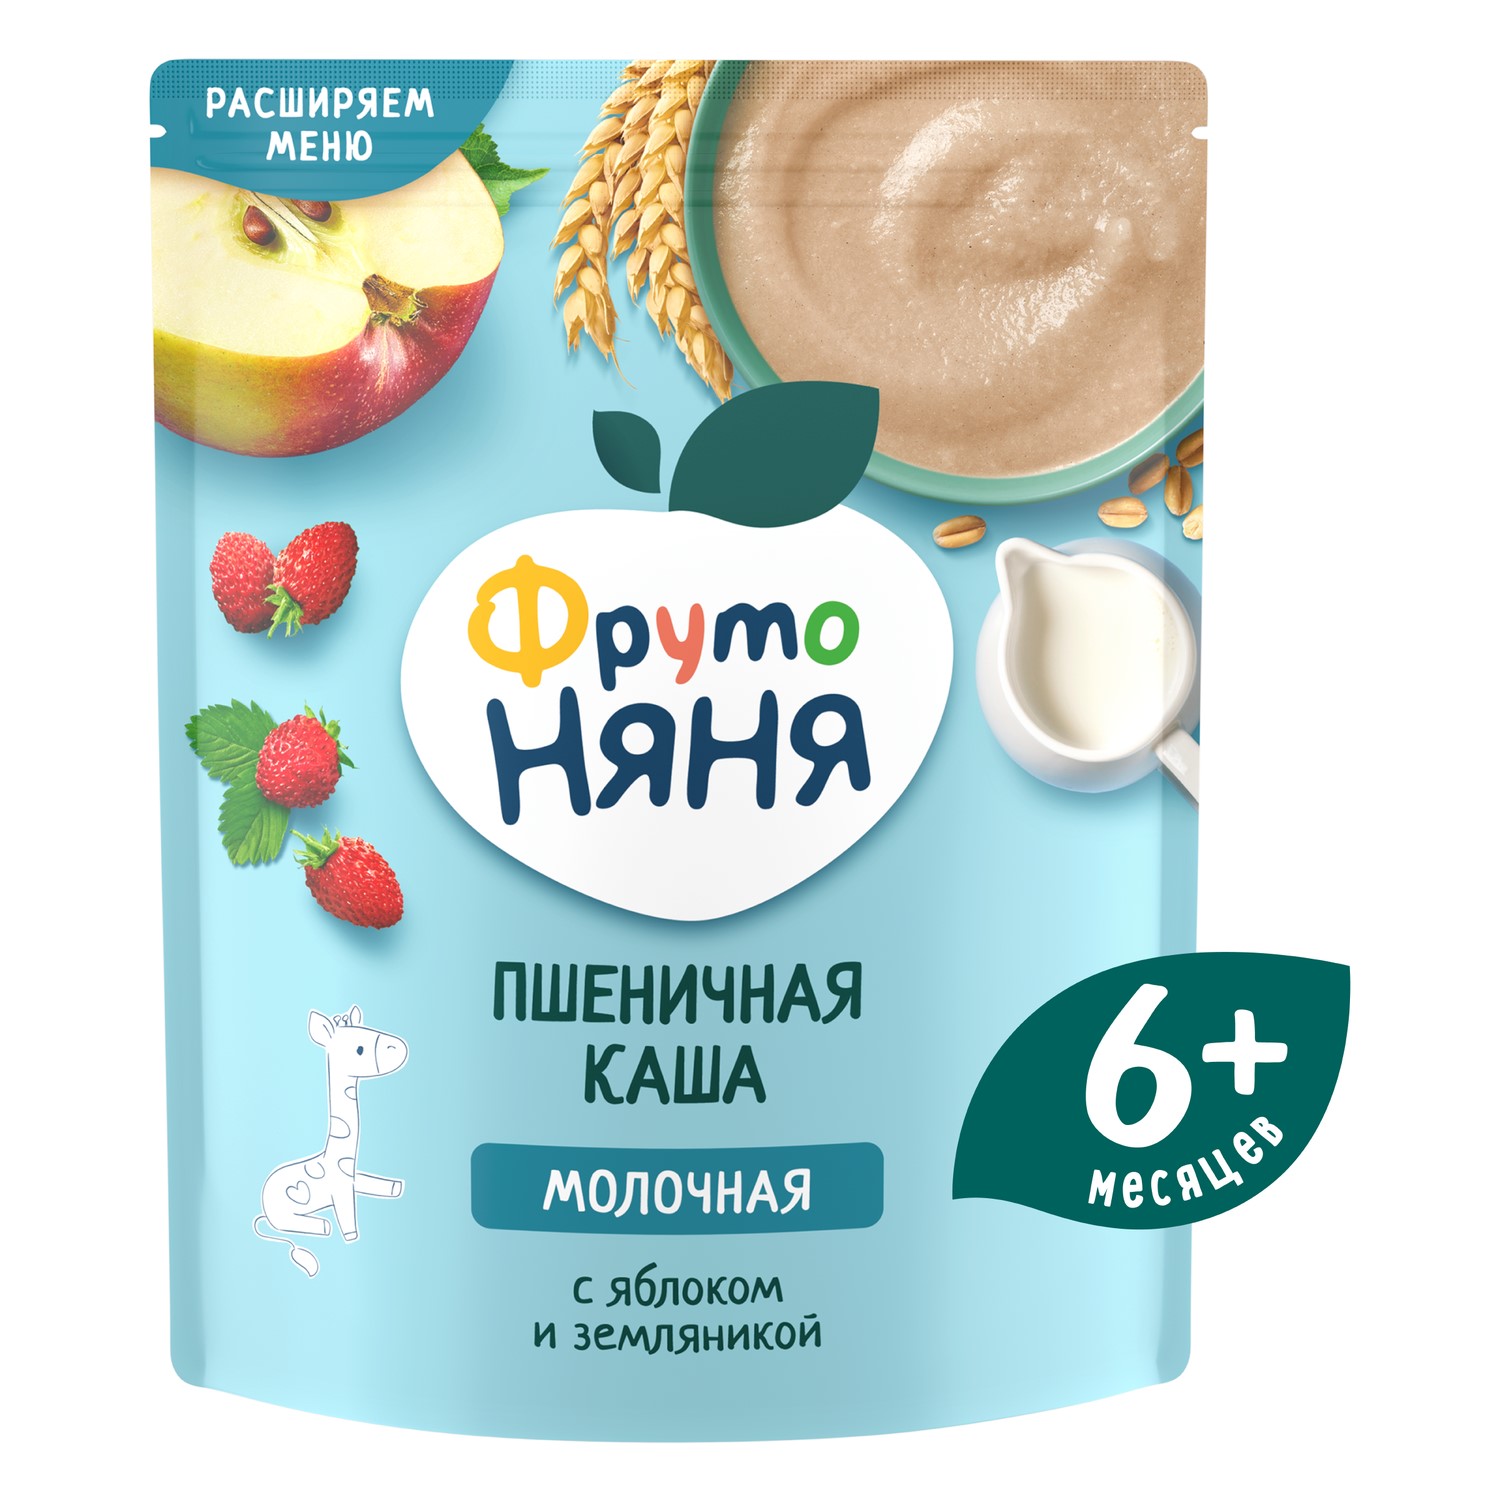 РАСШИРЯЕМ
МЕНЮ
Фруто
НЯНЯ
ПШЕНИЧНАЯ
КАША
МОЛОЧНАЯ
с яблоком
и земляникой
6+
месяцев